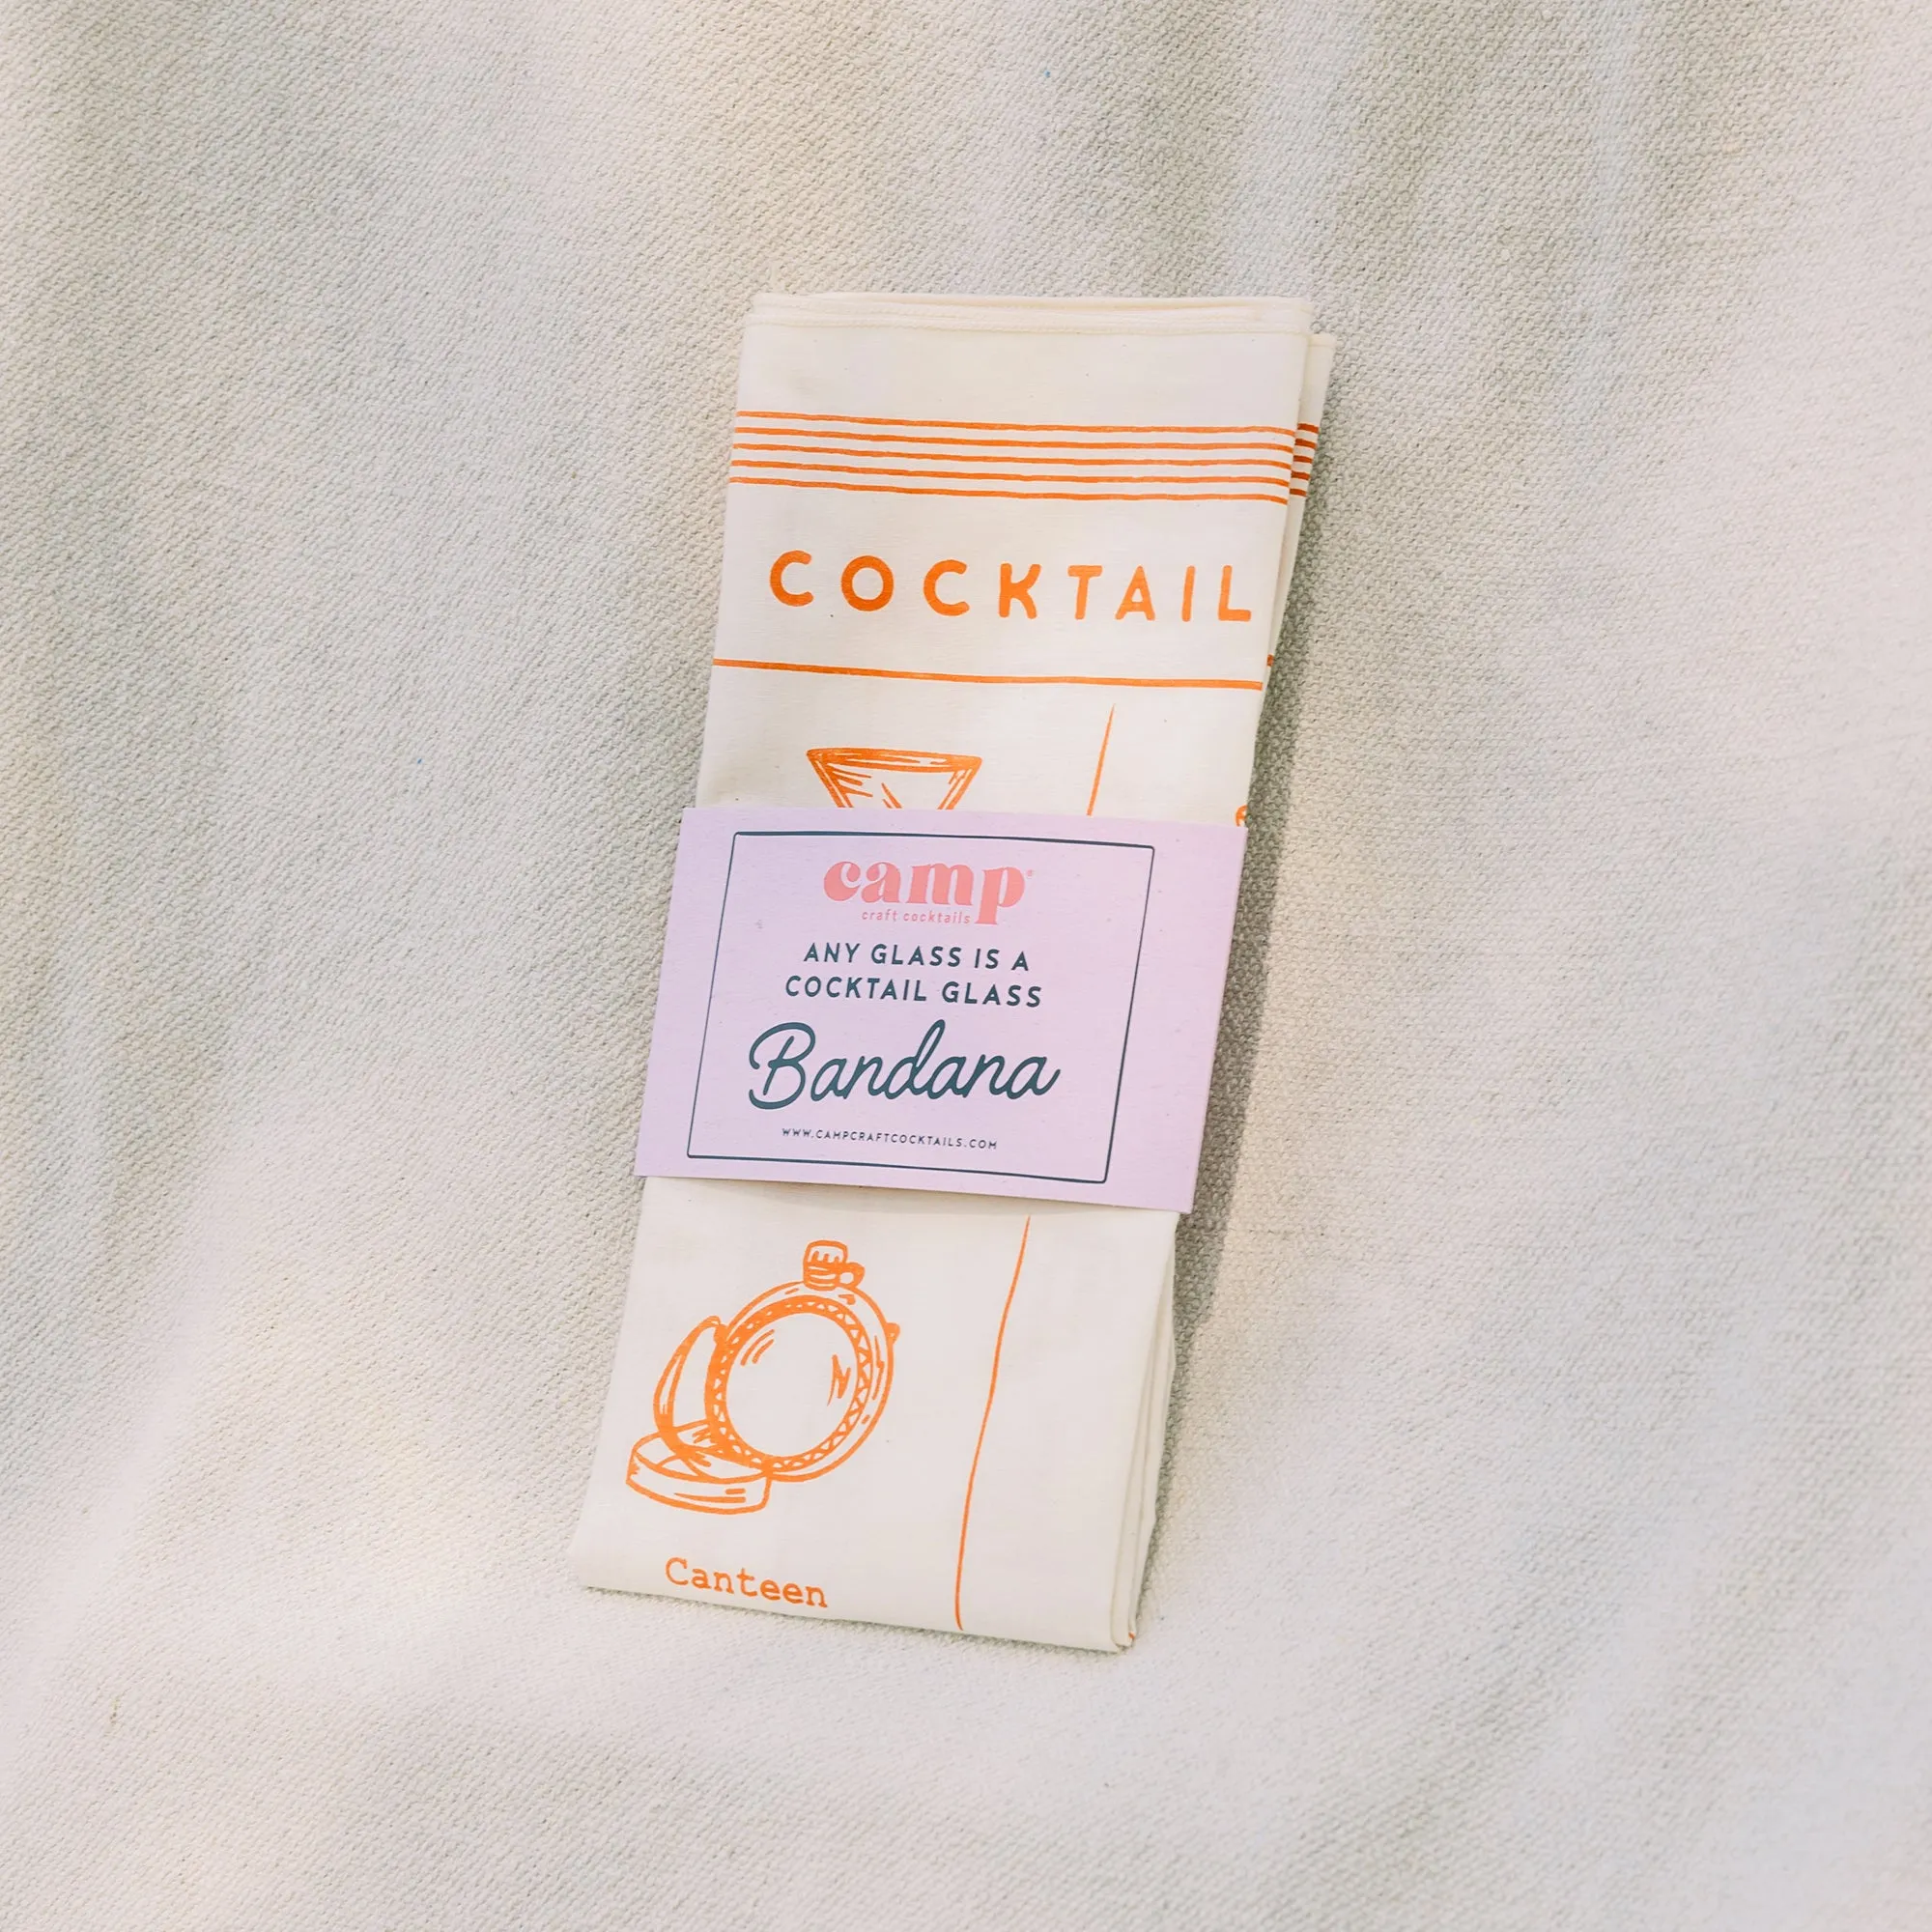 COCKTAIL
camp®
craft cocktails
ANY GLASS IS A
COCKTAIL GLASS
Bandana
WWW.CAMPCRAFTCOCKTAILS.COM
Canteen